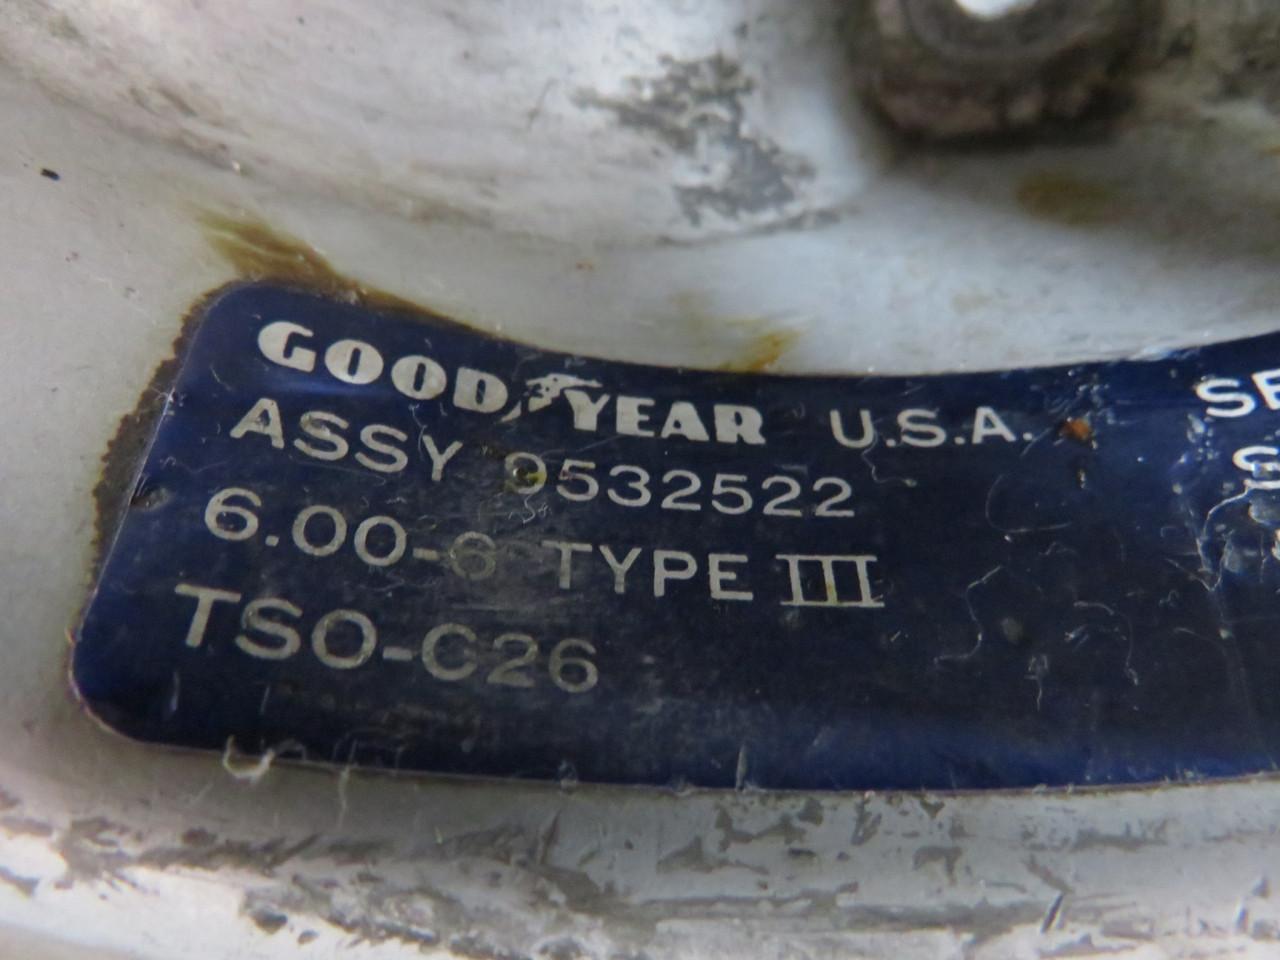 GOODYEAR U.S.A.
ASSY 9532522
6.00-6 TYPE III
TSO-C26